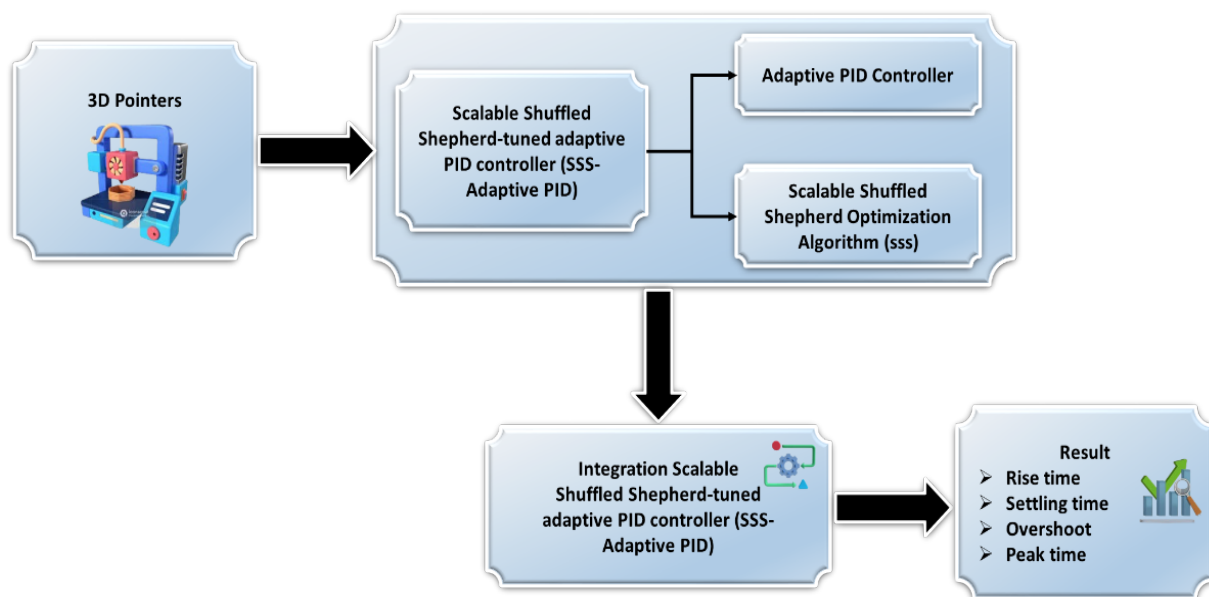 3D Pointers
Scalable Shuffled
Shepherd-tuned adaptive
PID controller (SSS-
Adaptive PID)
Adaptive PID Controller
Scalable Shuffled
Shepherd Optimization
Algorithm (sss)
Integration Scalable
Shuffled Shepherd-tuned
adaptive PID controller (SSS-
Adaptive PID)
Result
➢ Rise time
➢ Settling time
➢ Overshoot
➢ Peak time